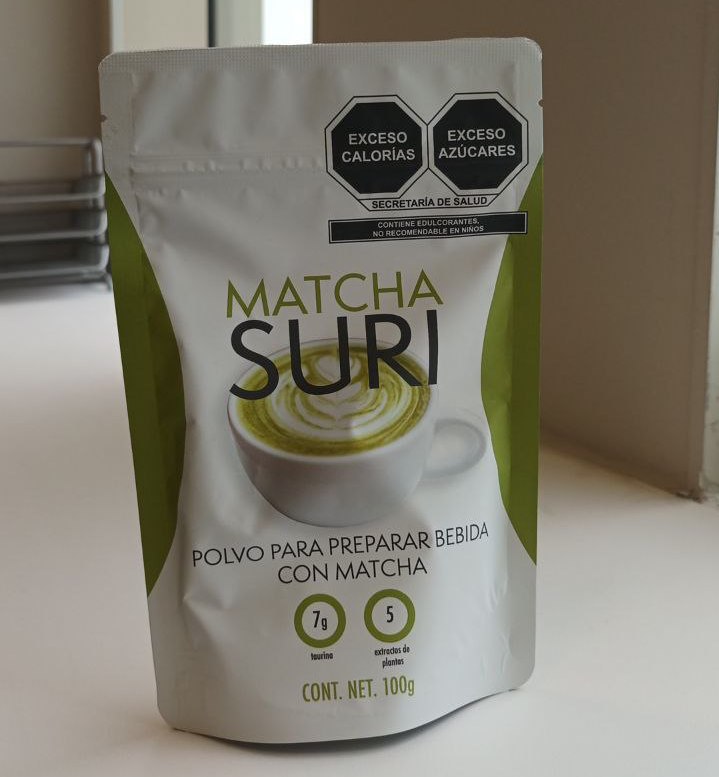 EXCESO
CALORÍAS
EXCESO
AZÚCARES
SECRETARÍA DE SALUD
CONTIENE EDULCORANTES,
NO RECOMENDABLE EN NIÑOS
MATCHA
SURI
POLVO PARA PREPARAR BEBIDA
CON MATCHA
7g
taurina
5
extractos de
plantas
CONT. NET. 100g